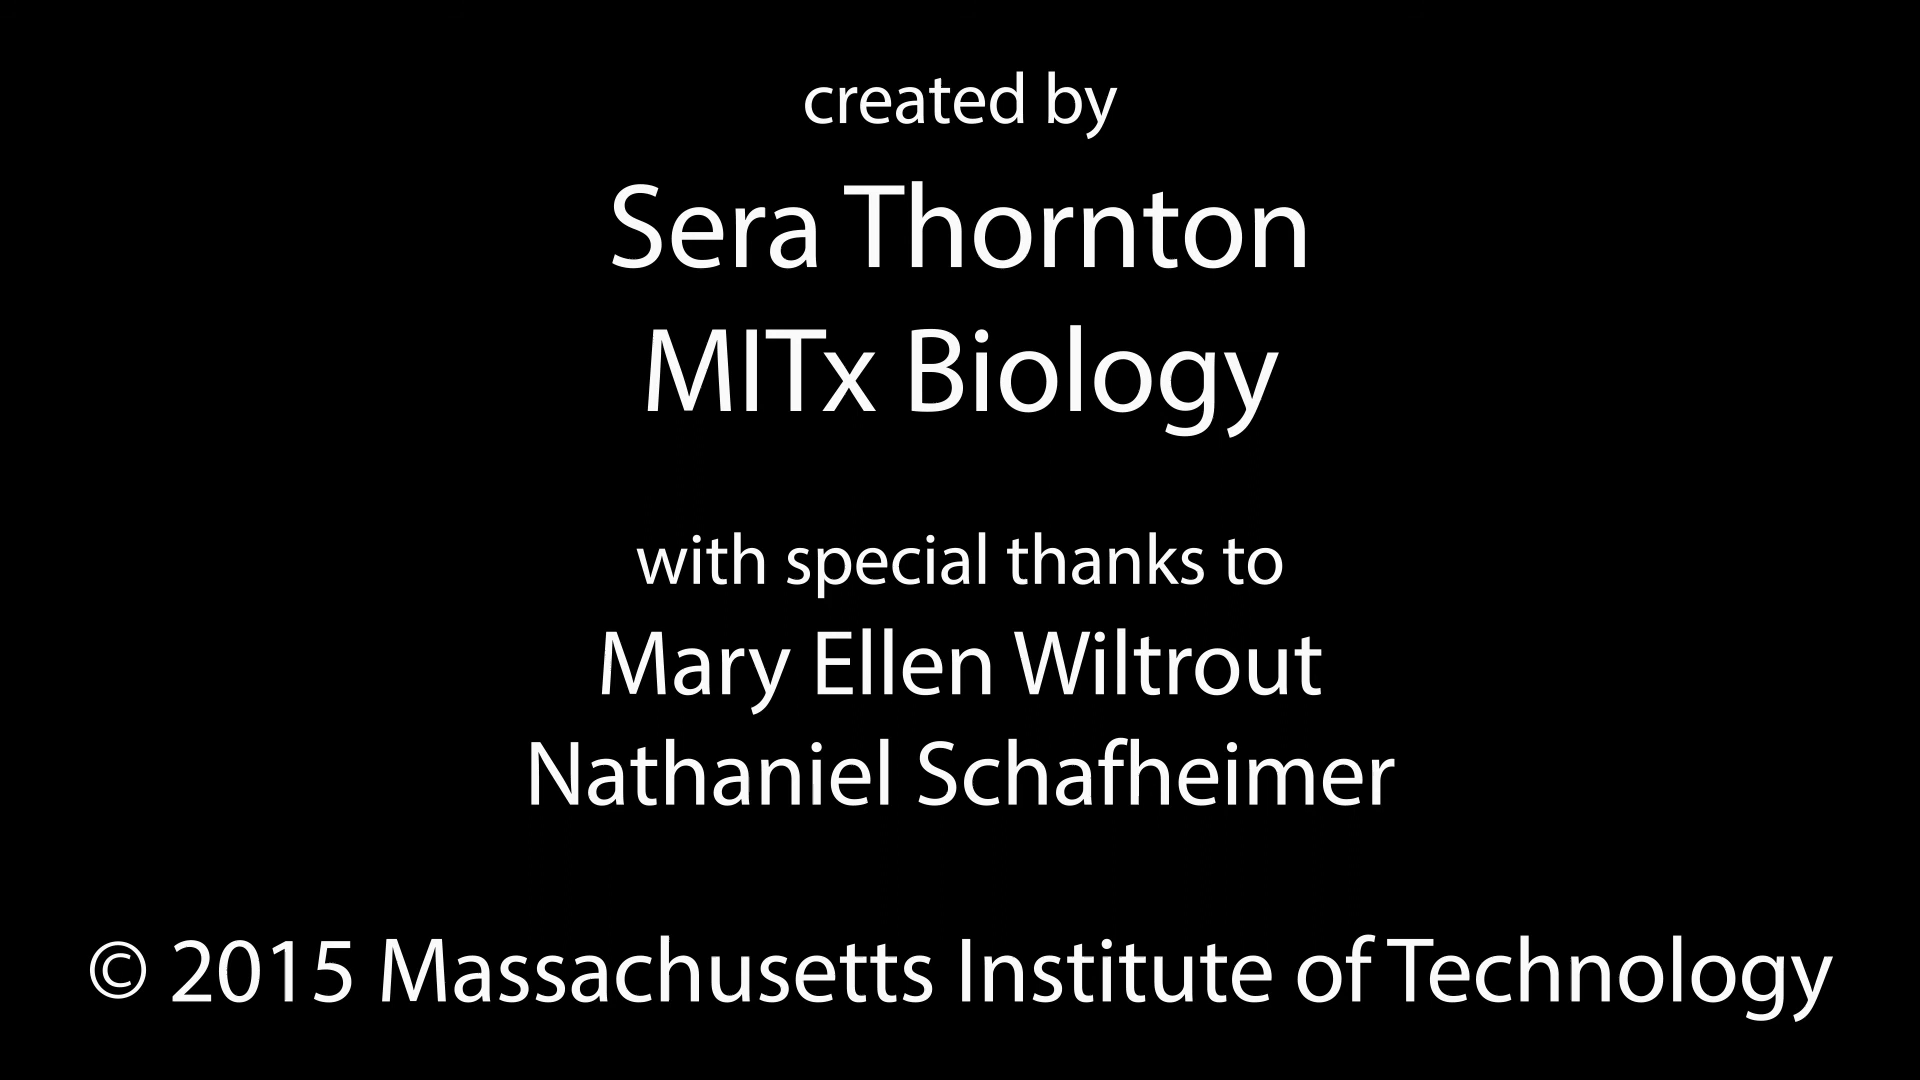 created by
Sera Thornton
MITx Biology
with special thanks to
Mary Ellen Wiltrout
Nathaniel Schafheimer
© 2015 Massachusetts Institute of Technology